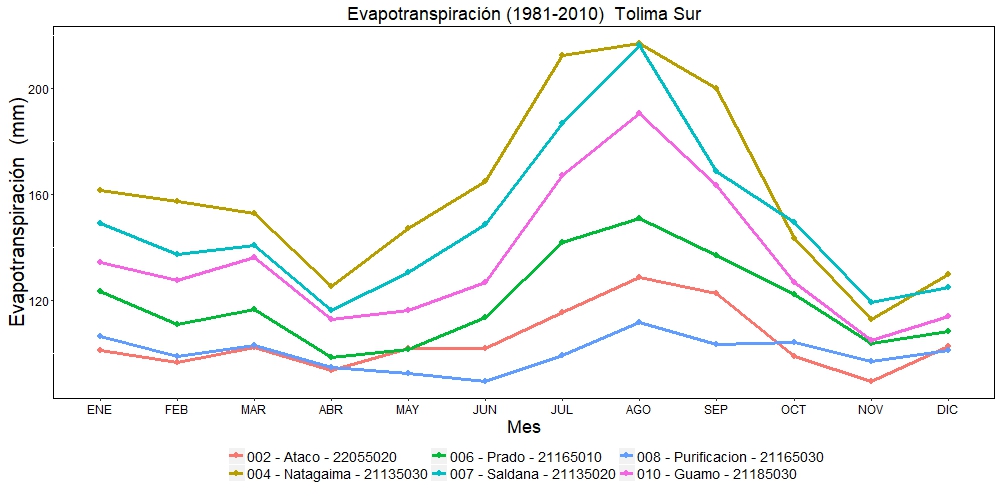 Evapotranspiración (1981-2010)  Tolima Sur
Evapotranspiración  (mm)
200
160
120
ENE FEB MAR ABR MAY JUN JUL AGO SEP OCT NOV DIC
Mes
002 - Ataco - 22055020 006 - Prado - 21165010 008 - Purificacion - 21165030
004 - Natagaima - 21135030 007 - Saldana - 21135020 010 - Guamo - 21185030